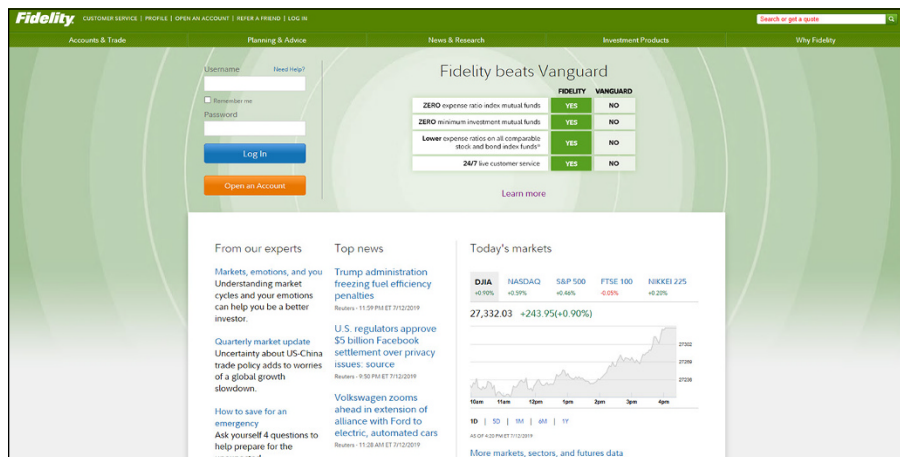 Fidelity
CUSTOMER SERVICE | PROFILE | OPEN AN ACCOUNT | REFER A FRIEND | LOG IN
Search or get a quote
Accounts & Trade
Planning & Advice
News & Research
Investment Products
Why Fidelity
Username
Need Help?
Remember me
Password
Log In
Open an Account
Fidelity beats Vanguard
FIDELITY VANGUARD
ZERO expense ratio index mutual funds YES NO
ZERO minimum investment mutual funds YES NO
Lower expense ratios on all comparable
stock and bond index funds* YES NO
24/7 live customer service YES NO
Learn more
From our experts
Markets, emotions, and you
Understanding market
cycles and your emotions
can help you be a better
investor.
Quarterly market update
Uncertainty about US-China
trade policy adds to worries
of a global growth
slowdown.
How to save for an
emergency
Ask yourself 4 questions to
help prepare for the
Top news
Trump administration
freezing fuel efficiency
penalties
Reuters - 11:59 PM ET 7/12/2019
U.S. regulators approve
$5 billion Facebook
settlement over privacy
issues: source
Reuters - 9:50 PM ET 7/12/2019
Volkswagen zooms
ahead in extension of
alliance with Ford to
electric, automated cars
Reuters - 11:28 AM ET 7/12/2019
Today's markets
DJIA NASDAQ S&P 500 FTSE 100 NIKKEI 225
+0.90% +0.59% +0.46% -0.05% +0.20%
27,332.03 +243.95(+0.90%)
10am 11am 12pm 1pm 2pm 3pm 4pm
1D | 5D | 1M | 6M | 1Y
AS OF 4:20 PM ET 7/12/2019
More markets, sectors, and futures data